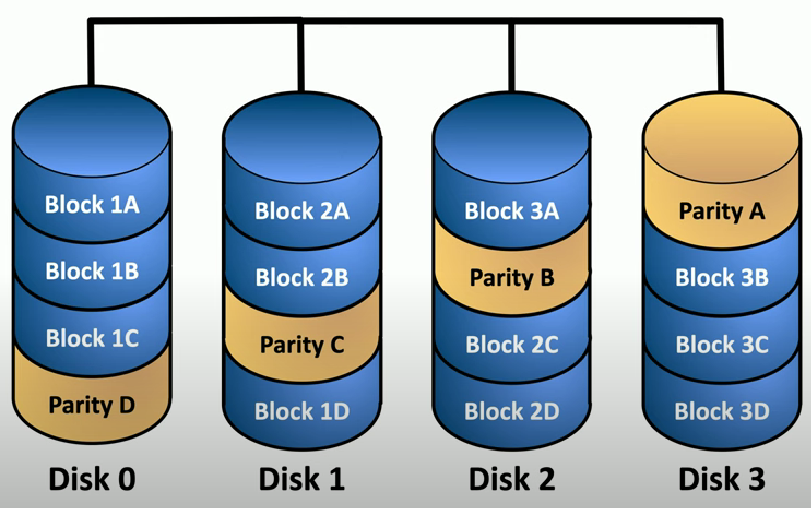 Block 1A
Block 2A
Block 3A
Parity A
Block 1B
Block 2B
Parity B
Block 3B
Block 1C
Parity C
Block 2C
Block 3C
Parity D
Block 1D
Block 2D
Block 3D
Disk 0
Disk 1
Disk 2
Disk 3